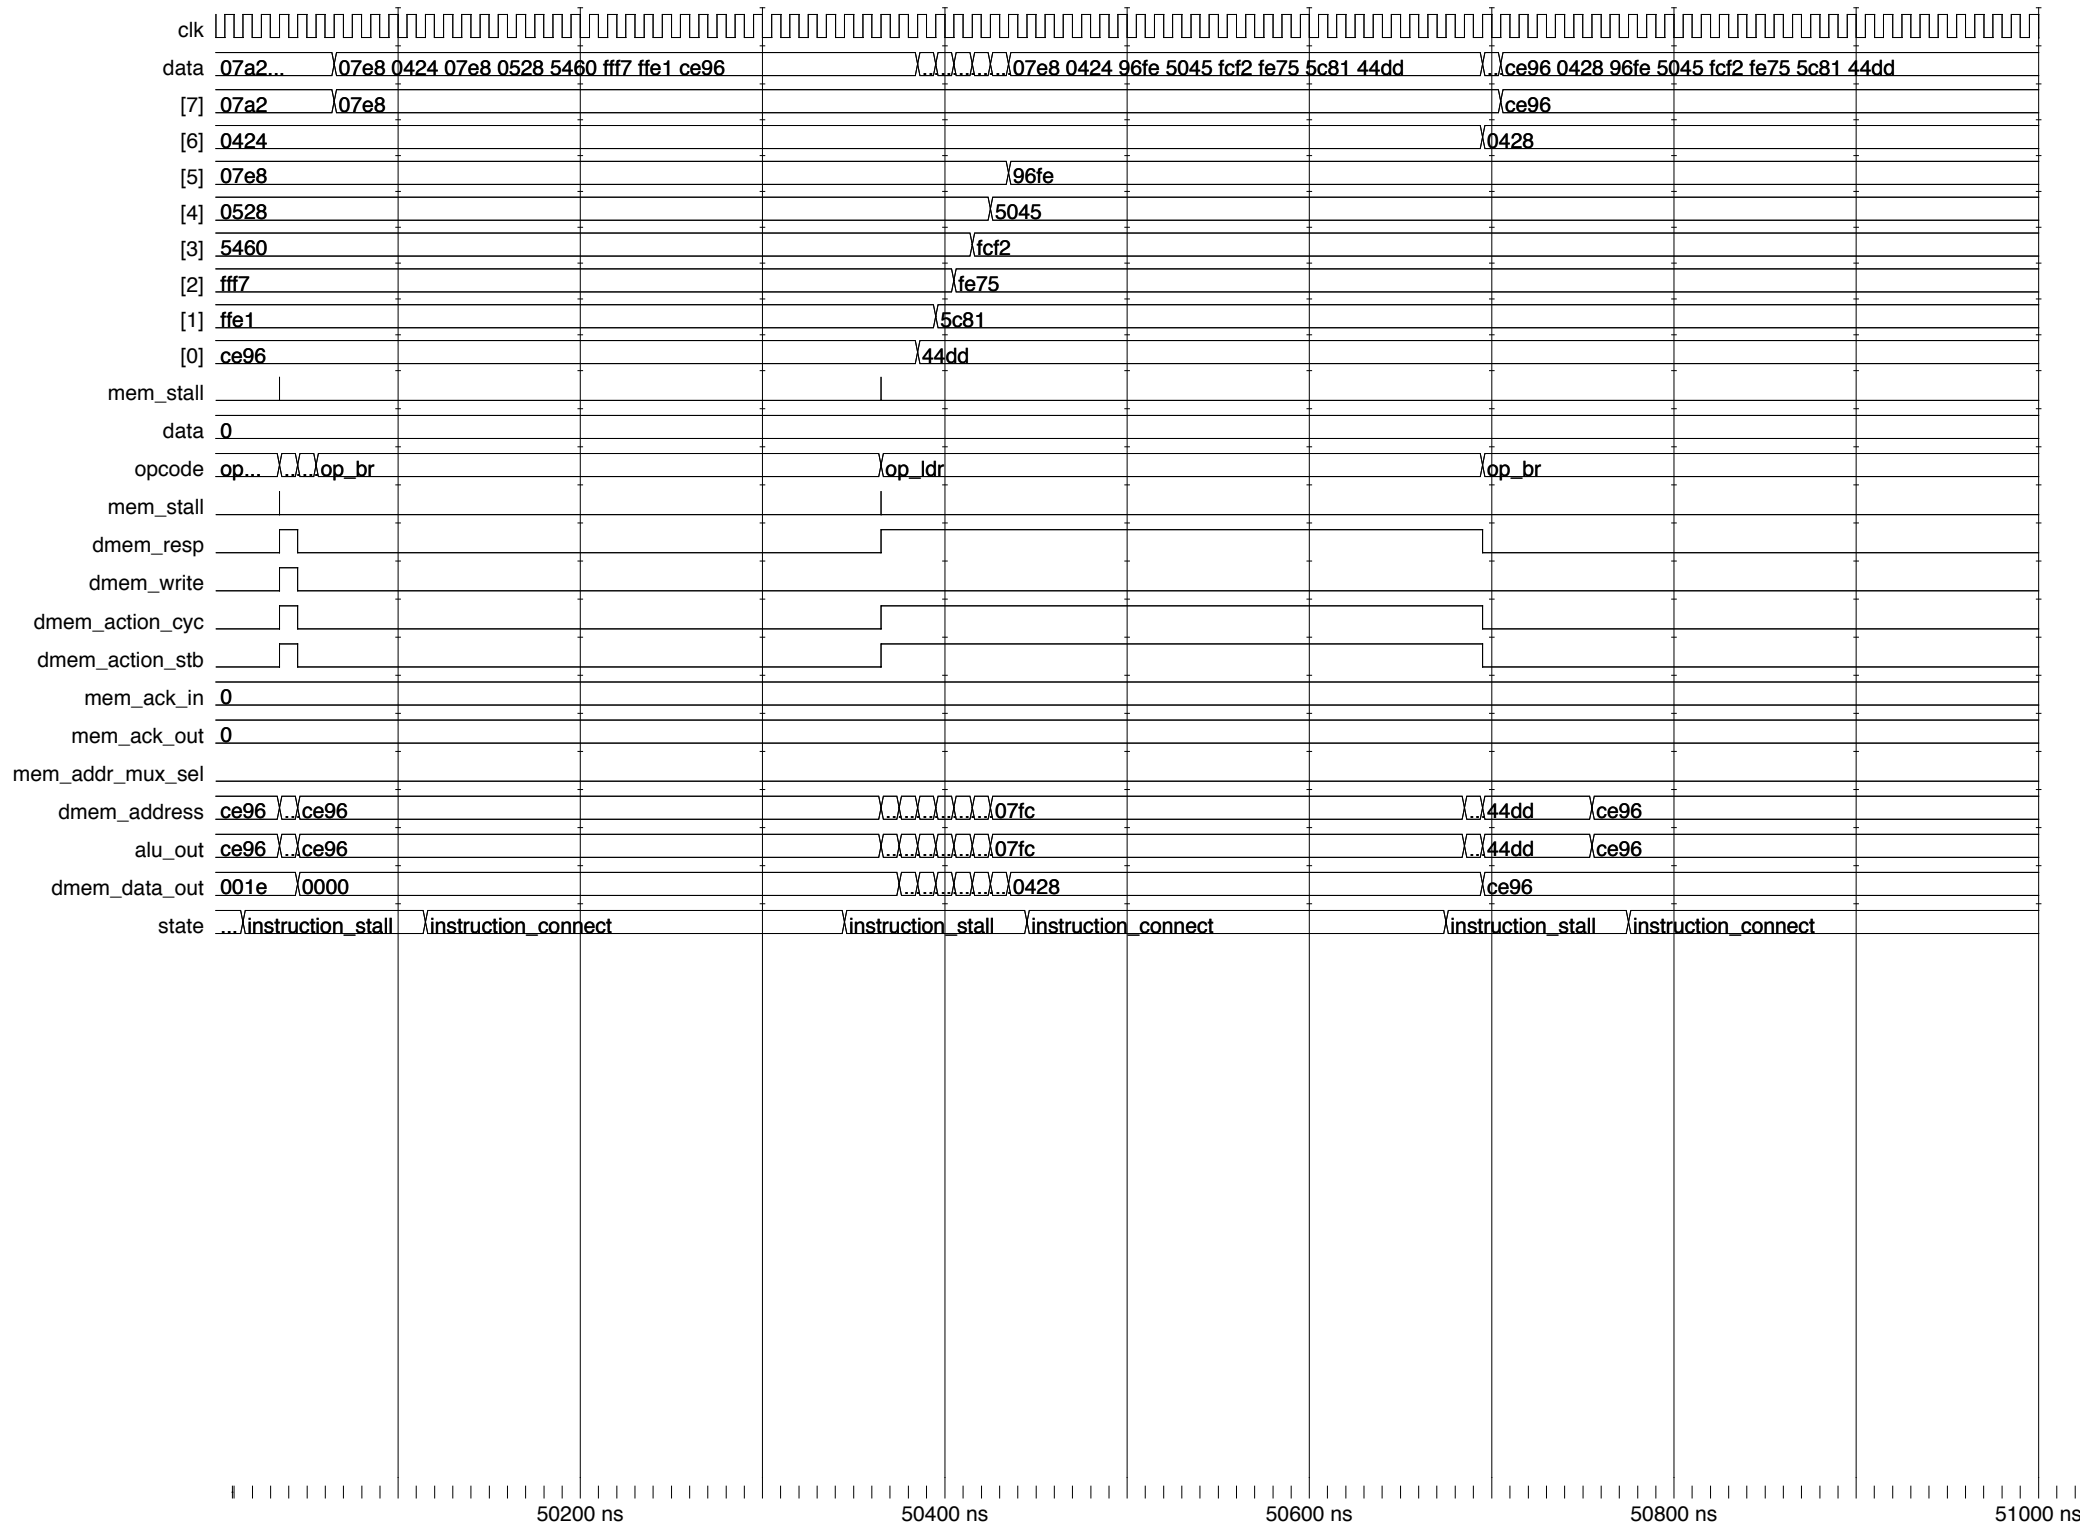 clk
data 07a2... 07e8 0424 07e8 0528 5460 fff7 ffe1 ce96 ... ... ... ... ... 07e8 0424 96fe 5045 fcf2 fe75 5c81 44dd ... ce96 0428 96fe 5045 fcf2 fe75 5c81 44dd
[7] 07a2 07e8 ce96
[6] 0424 0428
[5] 07e8 96fe
[4] 0528 5045
[3] 5460 fcf2
[2] fff7 fe75
[1] ffe1 5c81
[0] ce96 44dd
mem_stall
data 0
opcode op... ... ... op_br op_ldr op_br
mem_stall
dmem_resp
dmem_write
dmem_action_cyc
dmem_action_stb
mem_ack_in 0
mem_ack_out 0
mem_addr_mux_sel
dmem_address ce96 ... ce96 ... ... ... ... ... ... 07fc ... 44dd ce96
alu_out ce96 ... ce96 ... ... ... ... ... ... 07fc ... 44dd ce96
dmem_data_out 001e 0000 ... ... ... ... ... ... 0428 ce96
state ... instruction_stall instruction_connect instruction_stall instruction_connect instruction_stall instruction_connect
50200 ns 50400 ns 50600 ns 50800 ns 51000 ns